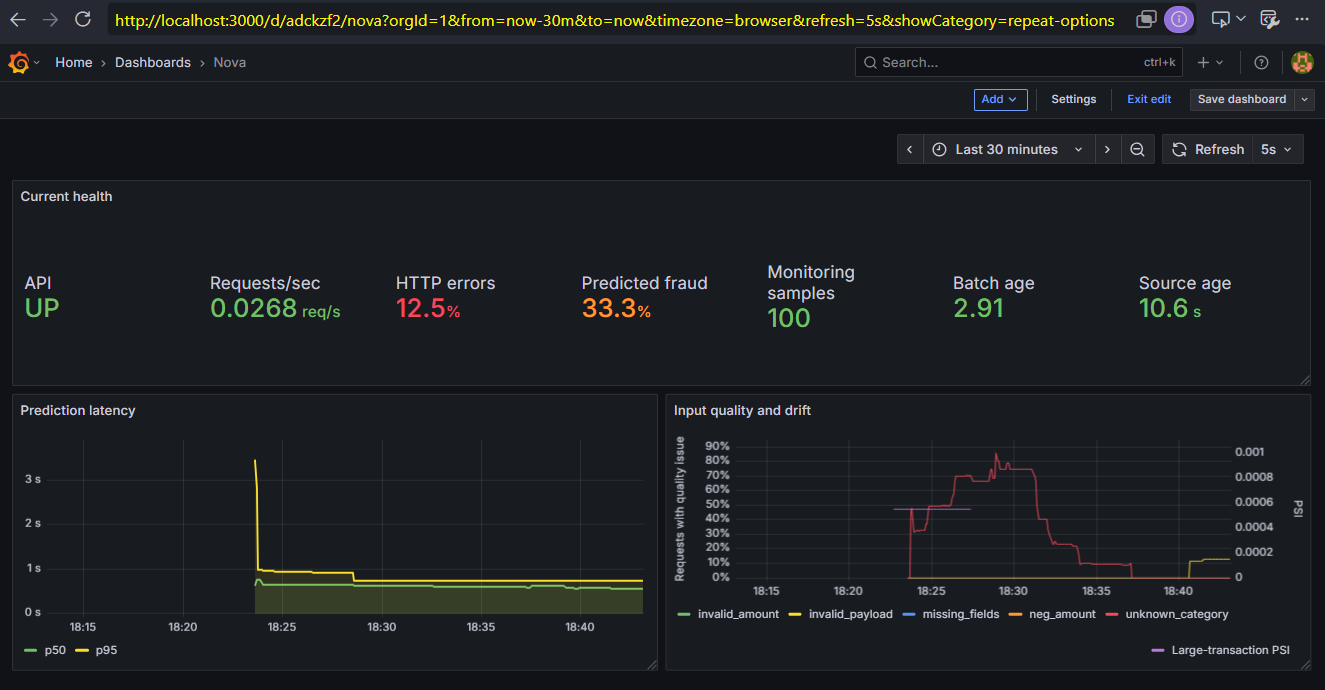 http://localhost:3000/d/adckzf2/nova?orgId=1&from=now-30m&to=now&timezone=browser&refresh=5s&showCategory=repeat-options
Home › Dashboards › Nova
Search...
ctrl+k
Add
Settings
Exit edit
Save dashboard
Last 30 minutes
Refresh
5s
Current health
API
UP
Requests/sec
0.0268 req/s
HTTP errors
12.5%
Predicted fraud
33.3%
Monitoring
samples
100
Batch age
2.91
Source age
10.6 s
Prediction latency
3 s
2 s
1 s
0 s
18:15 18:20 18:25 18:30 18:35 18:40
p50 p95
Input quality and drift
Requests with quality issue
90%
80%
70%
60%
50%
40%
30%
20%
10%
0%
0.001
0.0008
0.0006
0.0004
0.0002
0
PSI
18:15 18:20 18:25 18:30 18:35 18:40
invalid_amount invalid_payload missing_fields neg_amount unknown_category
Large-transaction PSI